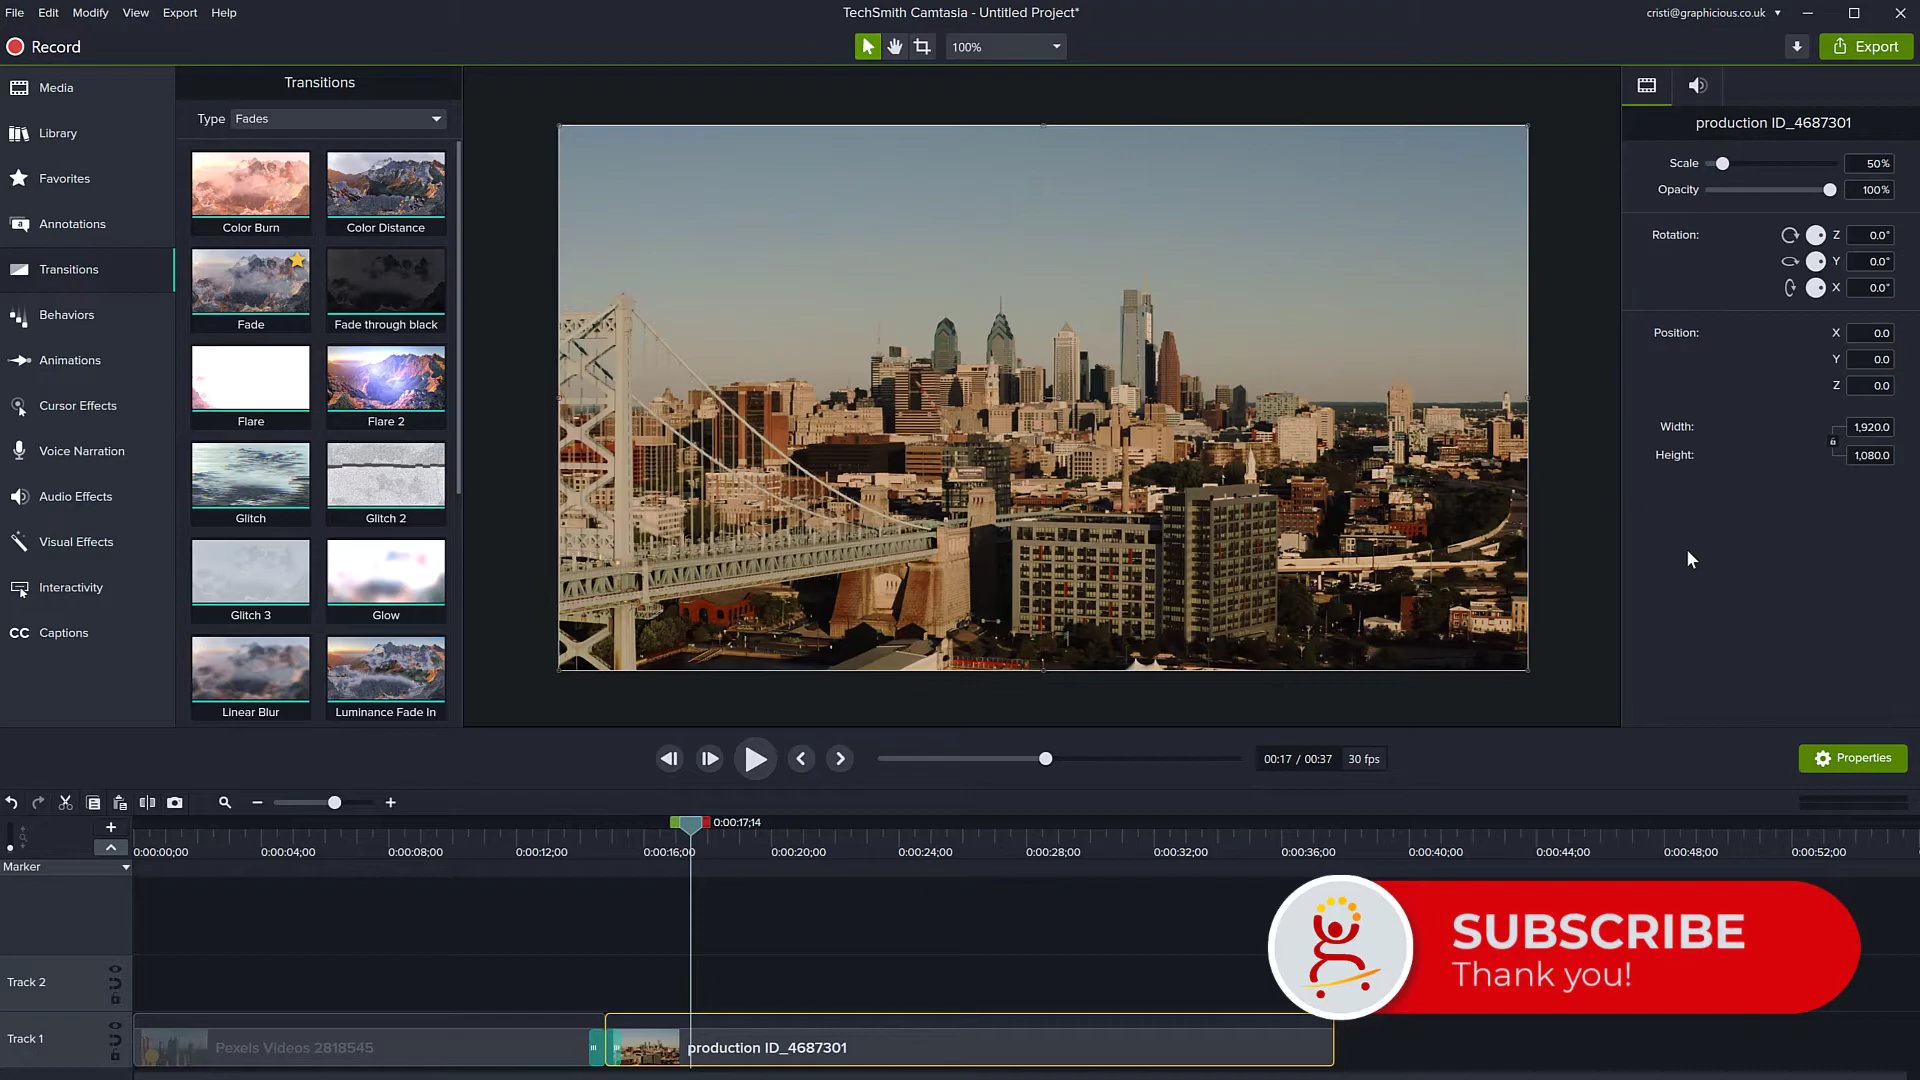 File Edit Modify View Export Help
TechSmith Camtasia - Untitled Project*
cristi@graphicious.co.uk
Record
100%
Export
Media
Library
Favorites
Annotations
Transitions
Behaviors
Animations
Cursor Effects
Voice Narration
Audio Effects
Visual Effects
Interactivity
CC Captions
Transitions
Type Fades
Color Burn
Color Distance
Fade
Fade through black
Flare
Flare 2
Glitch
Glitch 2
Glitch 3
Glow
Linear Blur
Luminance Fade In
production ID_4687301
Scale 50%
Opacity 100%
Rotation: Z 0.0°
Y 0.0°
X 0.0°
Position: X 0.0
Y 0.0
Z 0.0
Width: 1,920.0
Height: 1,080.0
00:17 / 00:37 30 fps
Properties
0:00:17;14
0:00:00;00 0:00:04;00 0:00:08;00 0:00:12;00 0:00:16;00 0:00:20;00 0:00:24;00 0:00:28;00 0:00:32;00 0:00:36;00 0:00:40;00 0:00:44;00 0:00:48;00 0:00:52;00
Marker
SUBSCRIBE
Thank you!
Track 2
Track 1
Pexels Videos 2818545
production ID_4687301